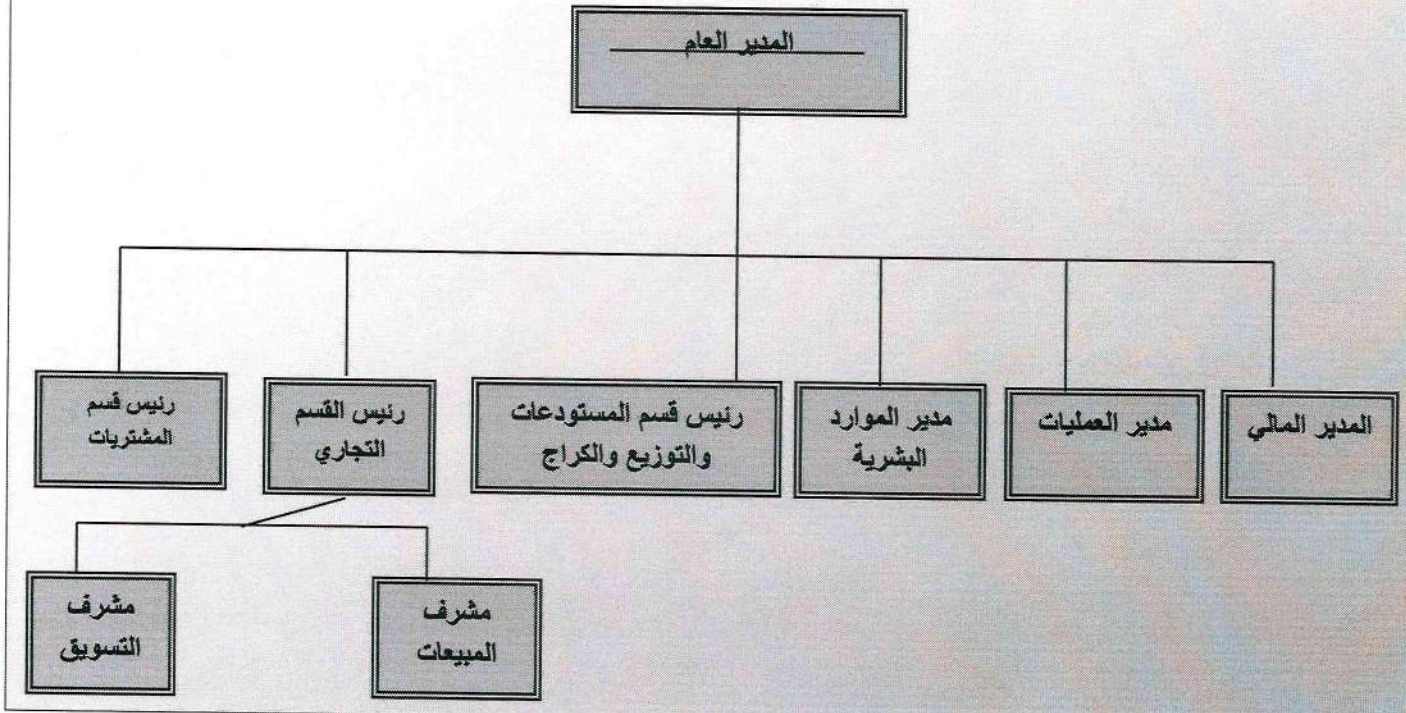 المدير العام
المدير المالي
مدير العمليات
مدير الموارد
البشرية
رئيس قسم المستودعات
والتوزيع والكراج
رئيس القسم
التجاري
رئيس قسم
المشتريات
مشرف
المبيعات
مشرف
التسويق